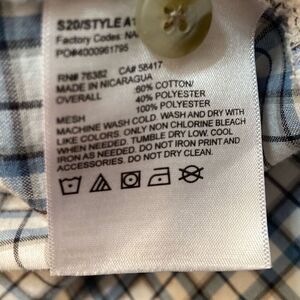 S20/STYLE A1
Factory Codes: NA
PO#4000961795
RN# 76382 CA# 58417
MADE IN NICARAGUA
60% COTTON/
OVERALL 40% POLYESTER
100% POLYESTER
MESH
MACHINE WASH COLD. WASH AND DRY WITH
LIKE COLORS. ONLY NON CHLORINE BLEACH
WHEN NEEDED. TUMBLE DRY LOW. COOL
IRON AS NEEDED. DO NOT IRON PRINT AND
ACCESSORIES. DO NOT DRY CLEAN.